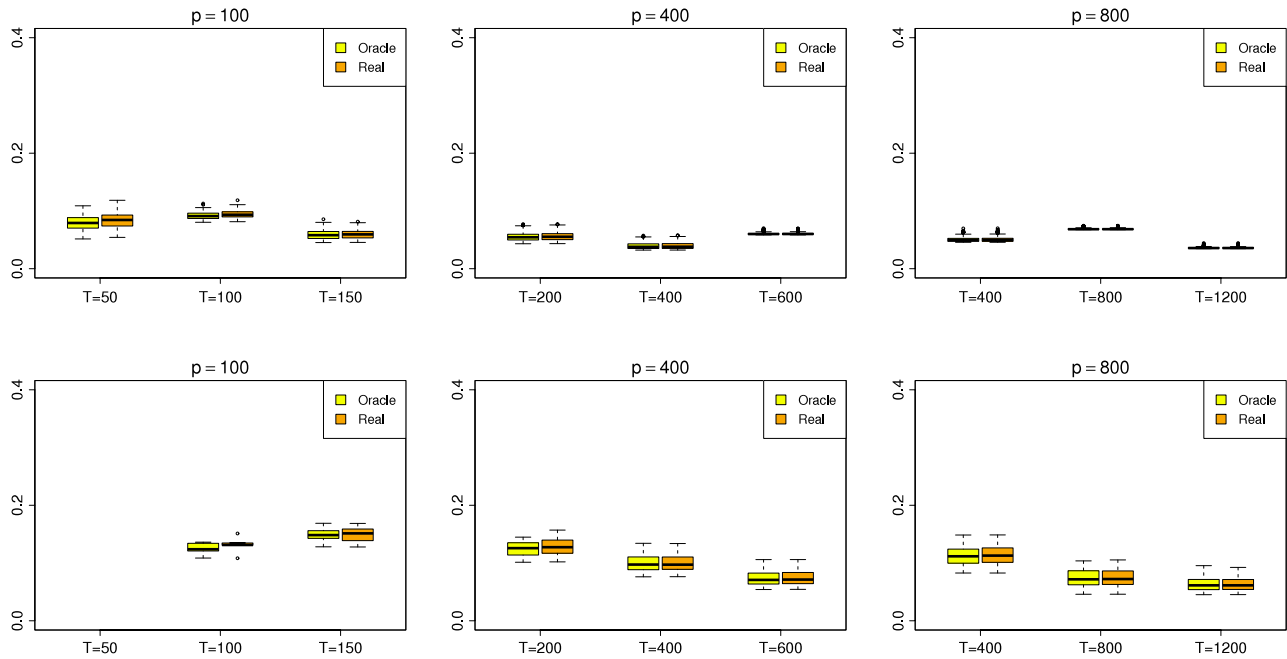 p = 100
p = 400
p = 800
0.4
0.2
0.0
Oracle
Real
T=50
T=100
T=150
0.4
0.2
0.0
Oracle
Real
T=200
T=400
T=600
0.4
0.2
0.0
Oracle
Real
T=400
T=800
T=1200
p = 100
p = 400
p = 800
0.4
0.2
0.0
Oracle
Real
T=50
T=100
T=150
0.4
0.2
0.0
Oracle
Real
T=200
T=400
T=600
0.4
0.2
0.0
Oracle
Real
T=400
T=800
T=1200